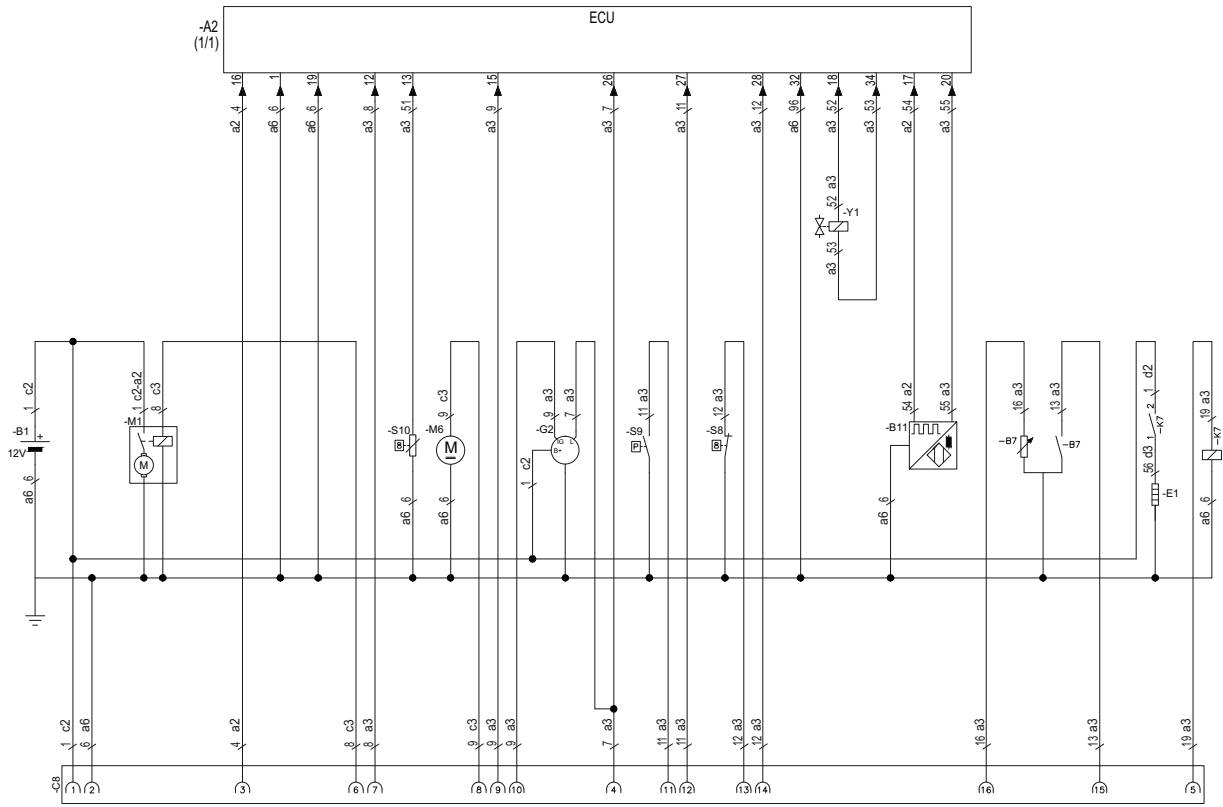 ECU
-A2
(1/1)
16 1 19 12 13 15 26 27 28 32 18 34 17 20
4 6 6 8 51 9 7 11 12 96 52 53 54 55
a2 a6 a6 a3 a3 a3 a3 a3 a3 a6 a3 a3 a2 a3
a3
52
-Y1
53
a3
c2
1
-B1
+
12V
6
a6
c2-a2
1
c3
8
-M1
M
-S10
8
6
a6
c3
9
-M6
M
6
a6
a3
9
a3
7
-G2
IG
L
B+
c2
1
a3
11
-S9
P
a3
12
-S8
8
a2
54
a3
55
-B11
6
a6
a3
16
a3
13
-B7
-B7
d2
1
2
-K7
1
d3
56
-E1
a3
19
-K7
6
a6
c2 a6 a2 c3 a3 c3 a3 a3 a3 a3 a3 a3 a3 a3 a3 a3
1 6 4 8 8 9 9 9 7 11 11 12 12 16 13 19
-C8
1 2 3 6 7 8 9 10 4 11 12 13 14 16 15 5